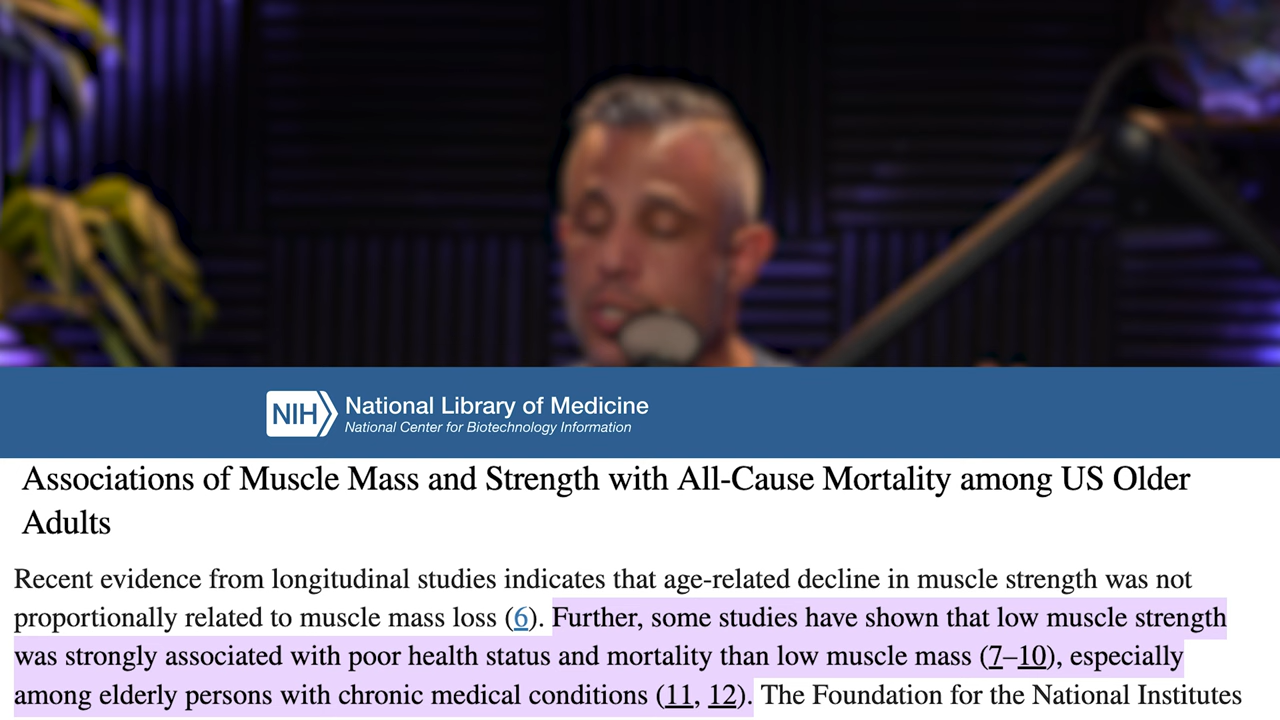 NIH National Library of Medicine
National Center for Biotechnology Information
Associations of Muscle Mass and Strength with All-Cause Mortality among US Older
Adults
Recent evidence from longitudinal studies indicates that age-related decline in muscle strength was not
proportionally related to muscle mass loss (6). Further, some studies have shown that low muscle strength
was strongly associated with poor health status and mortality than low muscle mass (7–10), especially
among elderly persons with chronic medical conditions (11, 12). The Foundation for the National Institutes